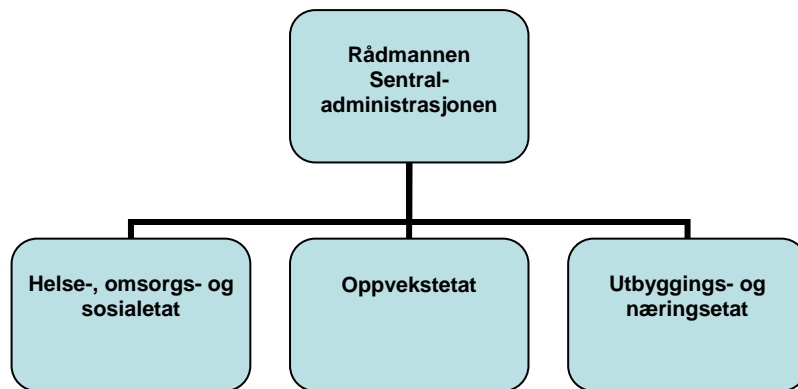 Rådmannen
Sentral-
administrasjonen
Helse-, omsorgs- og
sosialetat
Oppvekstetat
Utbyggings- og
næringsetat